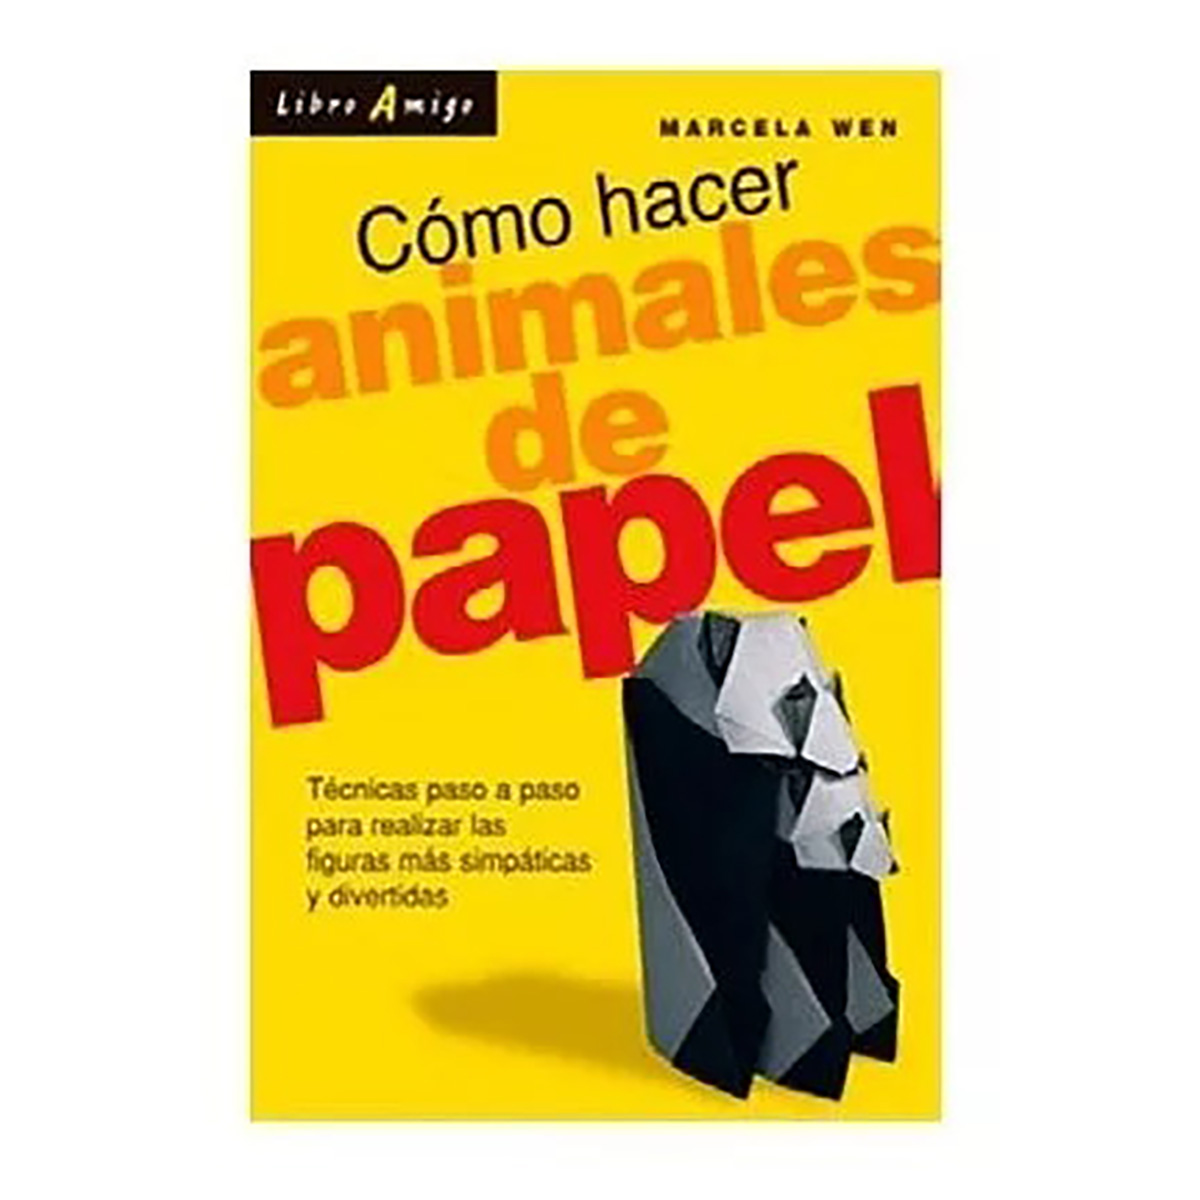 Libro Amigo
MARCELA WEN
Cómo hacer
animales
de
papel
Técnicas paso a paso
para realizar las
figuras más simpáticas
y divertidas